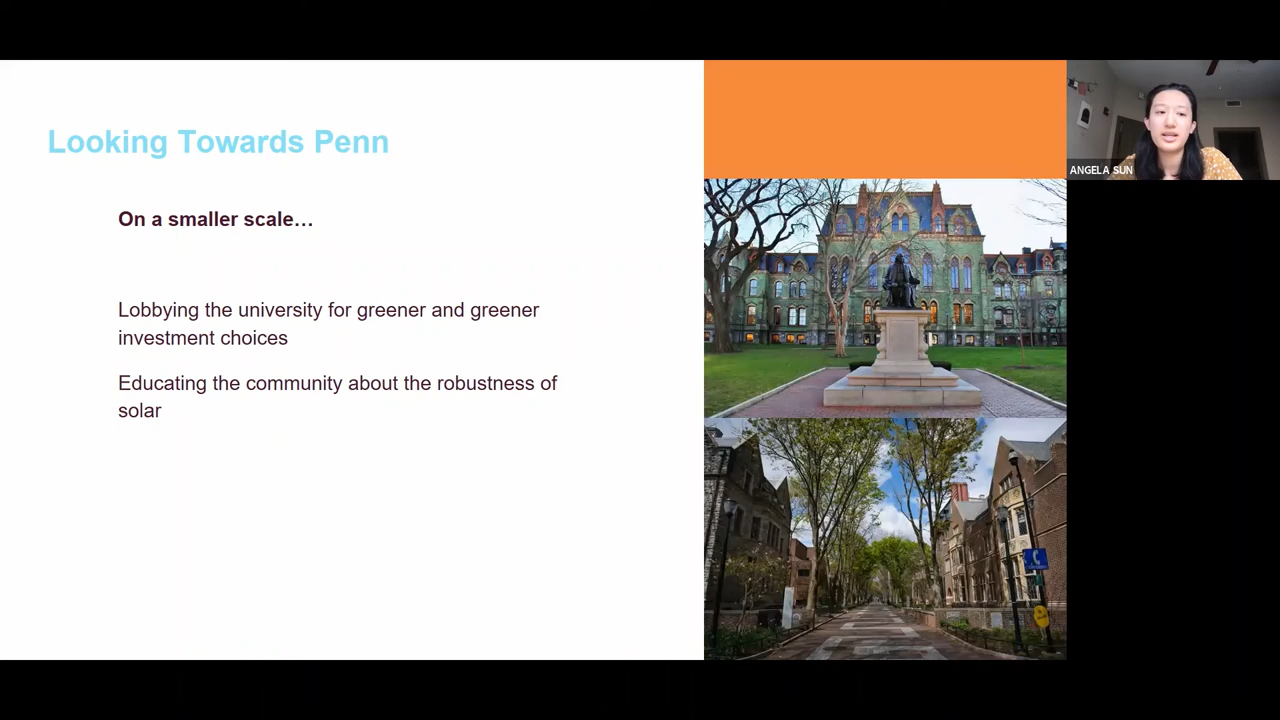 Looking Towards Penn
On a smaller scale…
Lobbying the university for greener and greener
investment choices
Educating the community about the robustness of
solar
ANGELA SUN